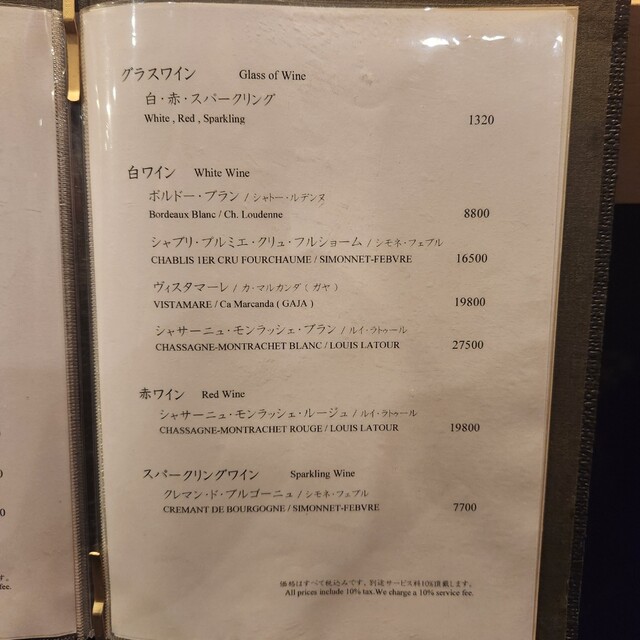 グラスワイン Glass of Wine
白・赤・スパークリング
White , Red , Sparkling 1320
白ワイン White Wine
ボルドー・ブラン / シャトー・ルデンヌ
Bordeaux Blanc / Ch. Loudenne 8800
シャブリ・プルミエ・クリュ・フルショーム / シモネ・フェブル
CHABLIS 1ER CRU FOURCHAUME / SIMONNET-FEBVRE 16500
ヴィスタマーレ / カ・マルカンダ ( ガヤ )
VISTAMARE / Ca Marcanda ( GAJA ) 19800
シャサーニュ・モンラッシェ・ブラン / ルイ・ラトゥール
CHASSAGNE-MONTRACHET BLANC / LOUIS LATOUR 27500
赤ワイン Red Wine
シャサーニュ・モンラッシェ・ルージュ / ルイ・ラトゥール
CHASSAGNE-MONTRACHET ROUGE / LOUIS LATOUR 19800
スパークリングワイン Sparkling Wine
クレマン・ド・ブルゴーニュ / シモネ・フェブル
CREMANT DE BOURGOGNE / SIMONNET-FEBVRE 7700
価格はすべて税込みです。別途サービス料10%頂戴します。
All prices include 10% tax.We charge a 10% service fee.
す。
fee.